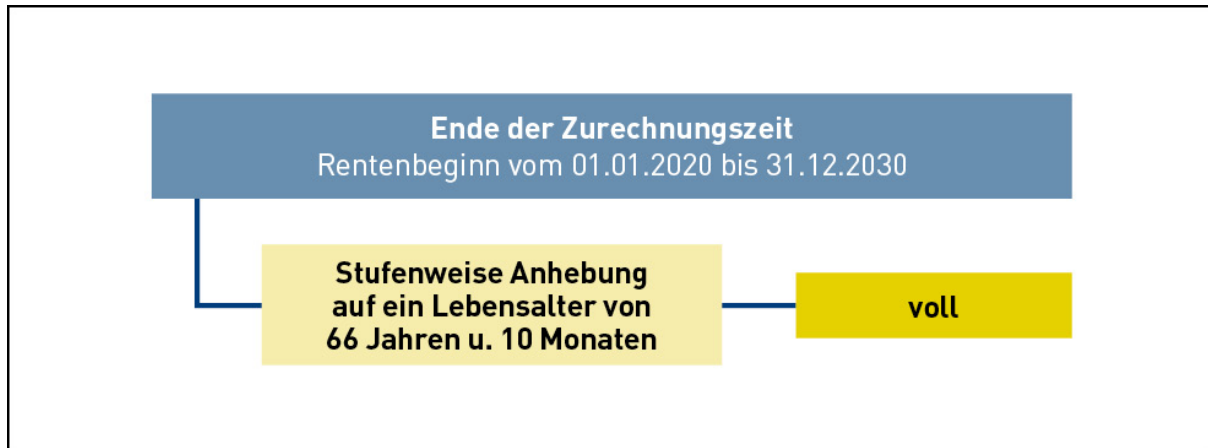 Ende der Zurechnungszeit
Rentenbeginn vom 01.01.2020 bis 31.12.2030
Stufenweise Anhebung
auf ein Lebensalter von
66 Jahren u. 10 Monaten
voll